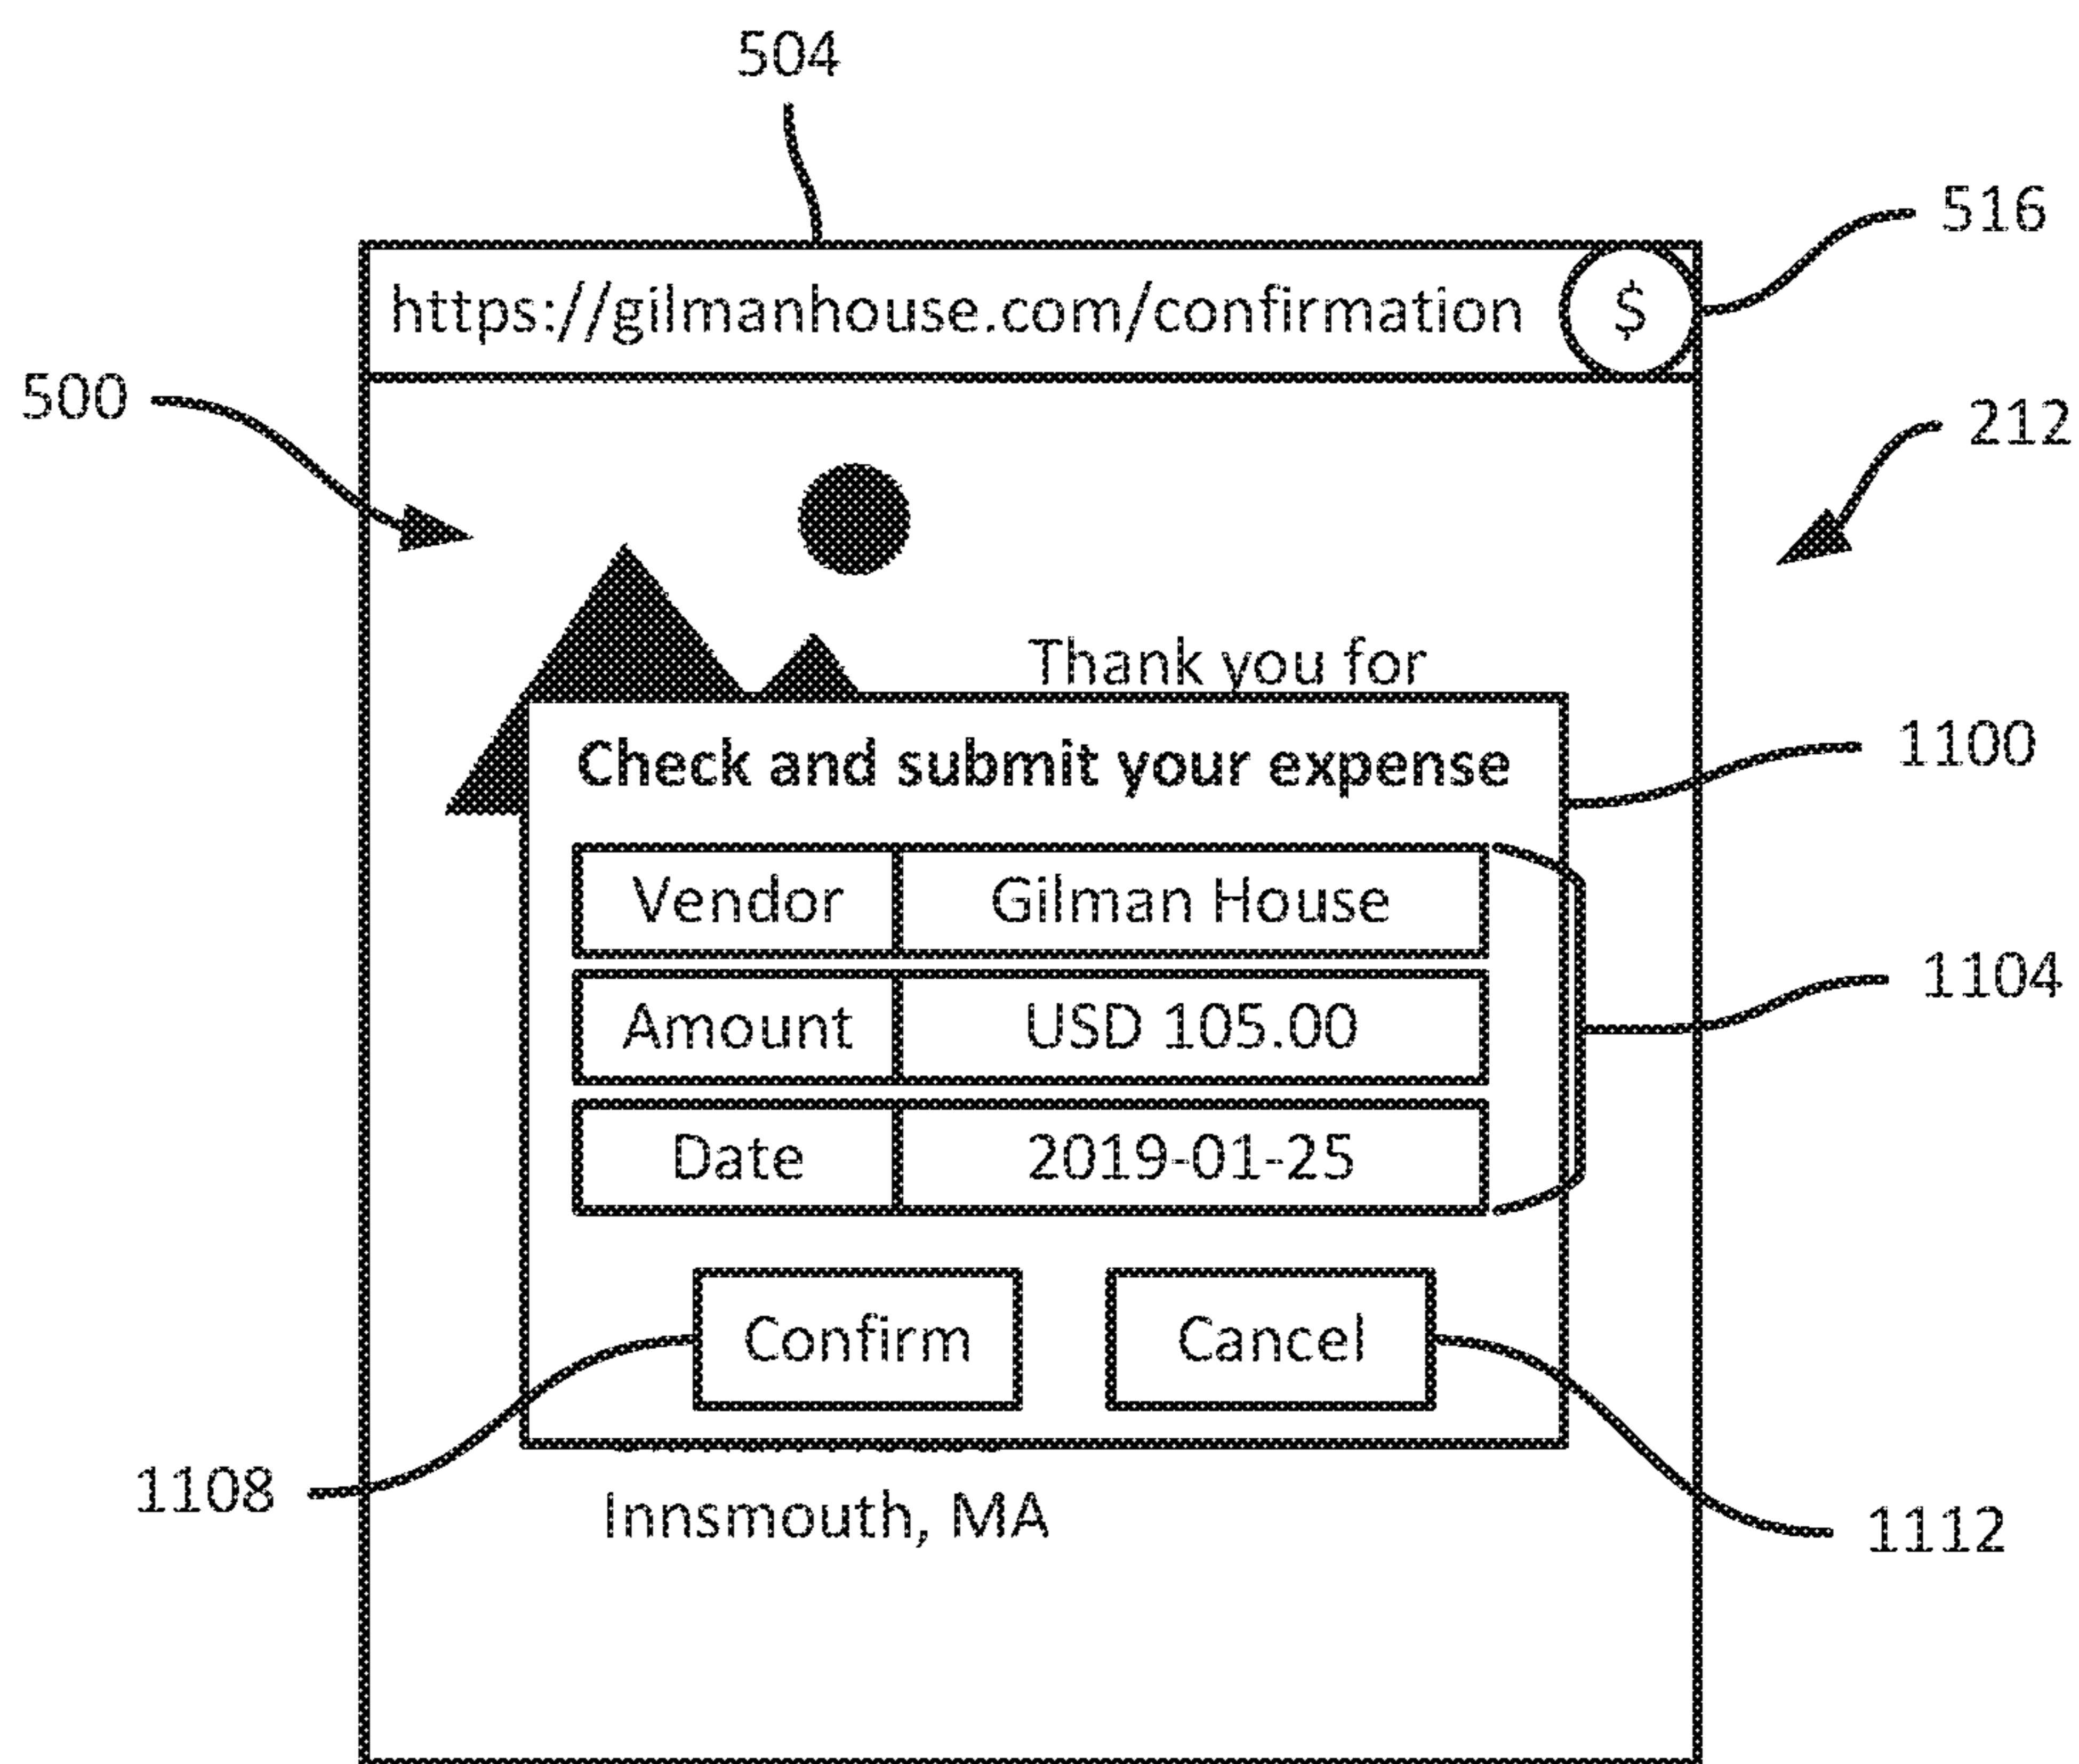 504
516
https://gilmanhouse.com/confirmation $
500
212
Thank you for
Check and submit your expense
1100
Vendor Gilman House
1104
Amount USD 105.00
Date 2019-01-25
Confirm Cancel
1108
Innsmouth, MA
1112